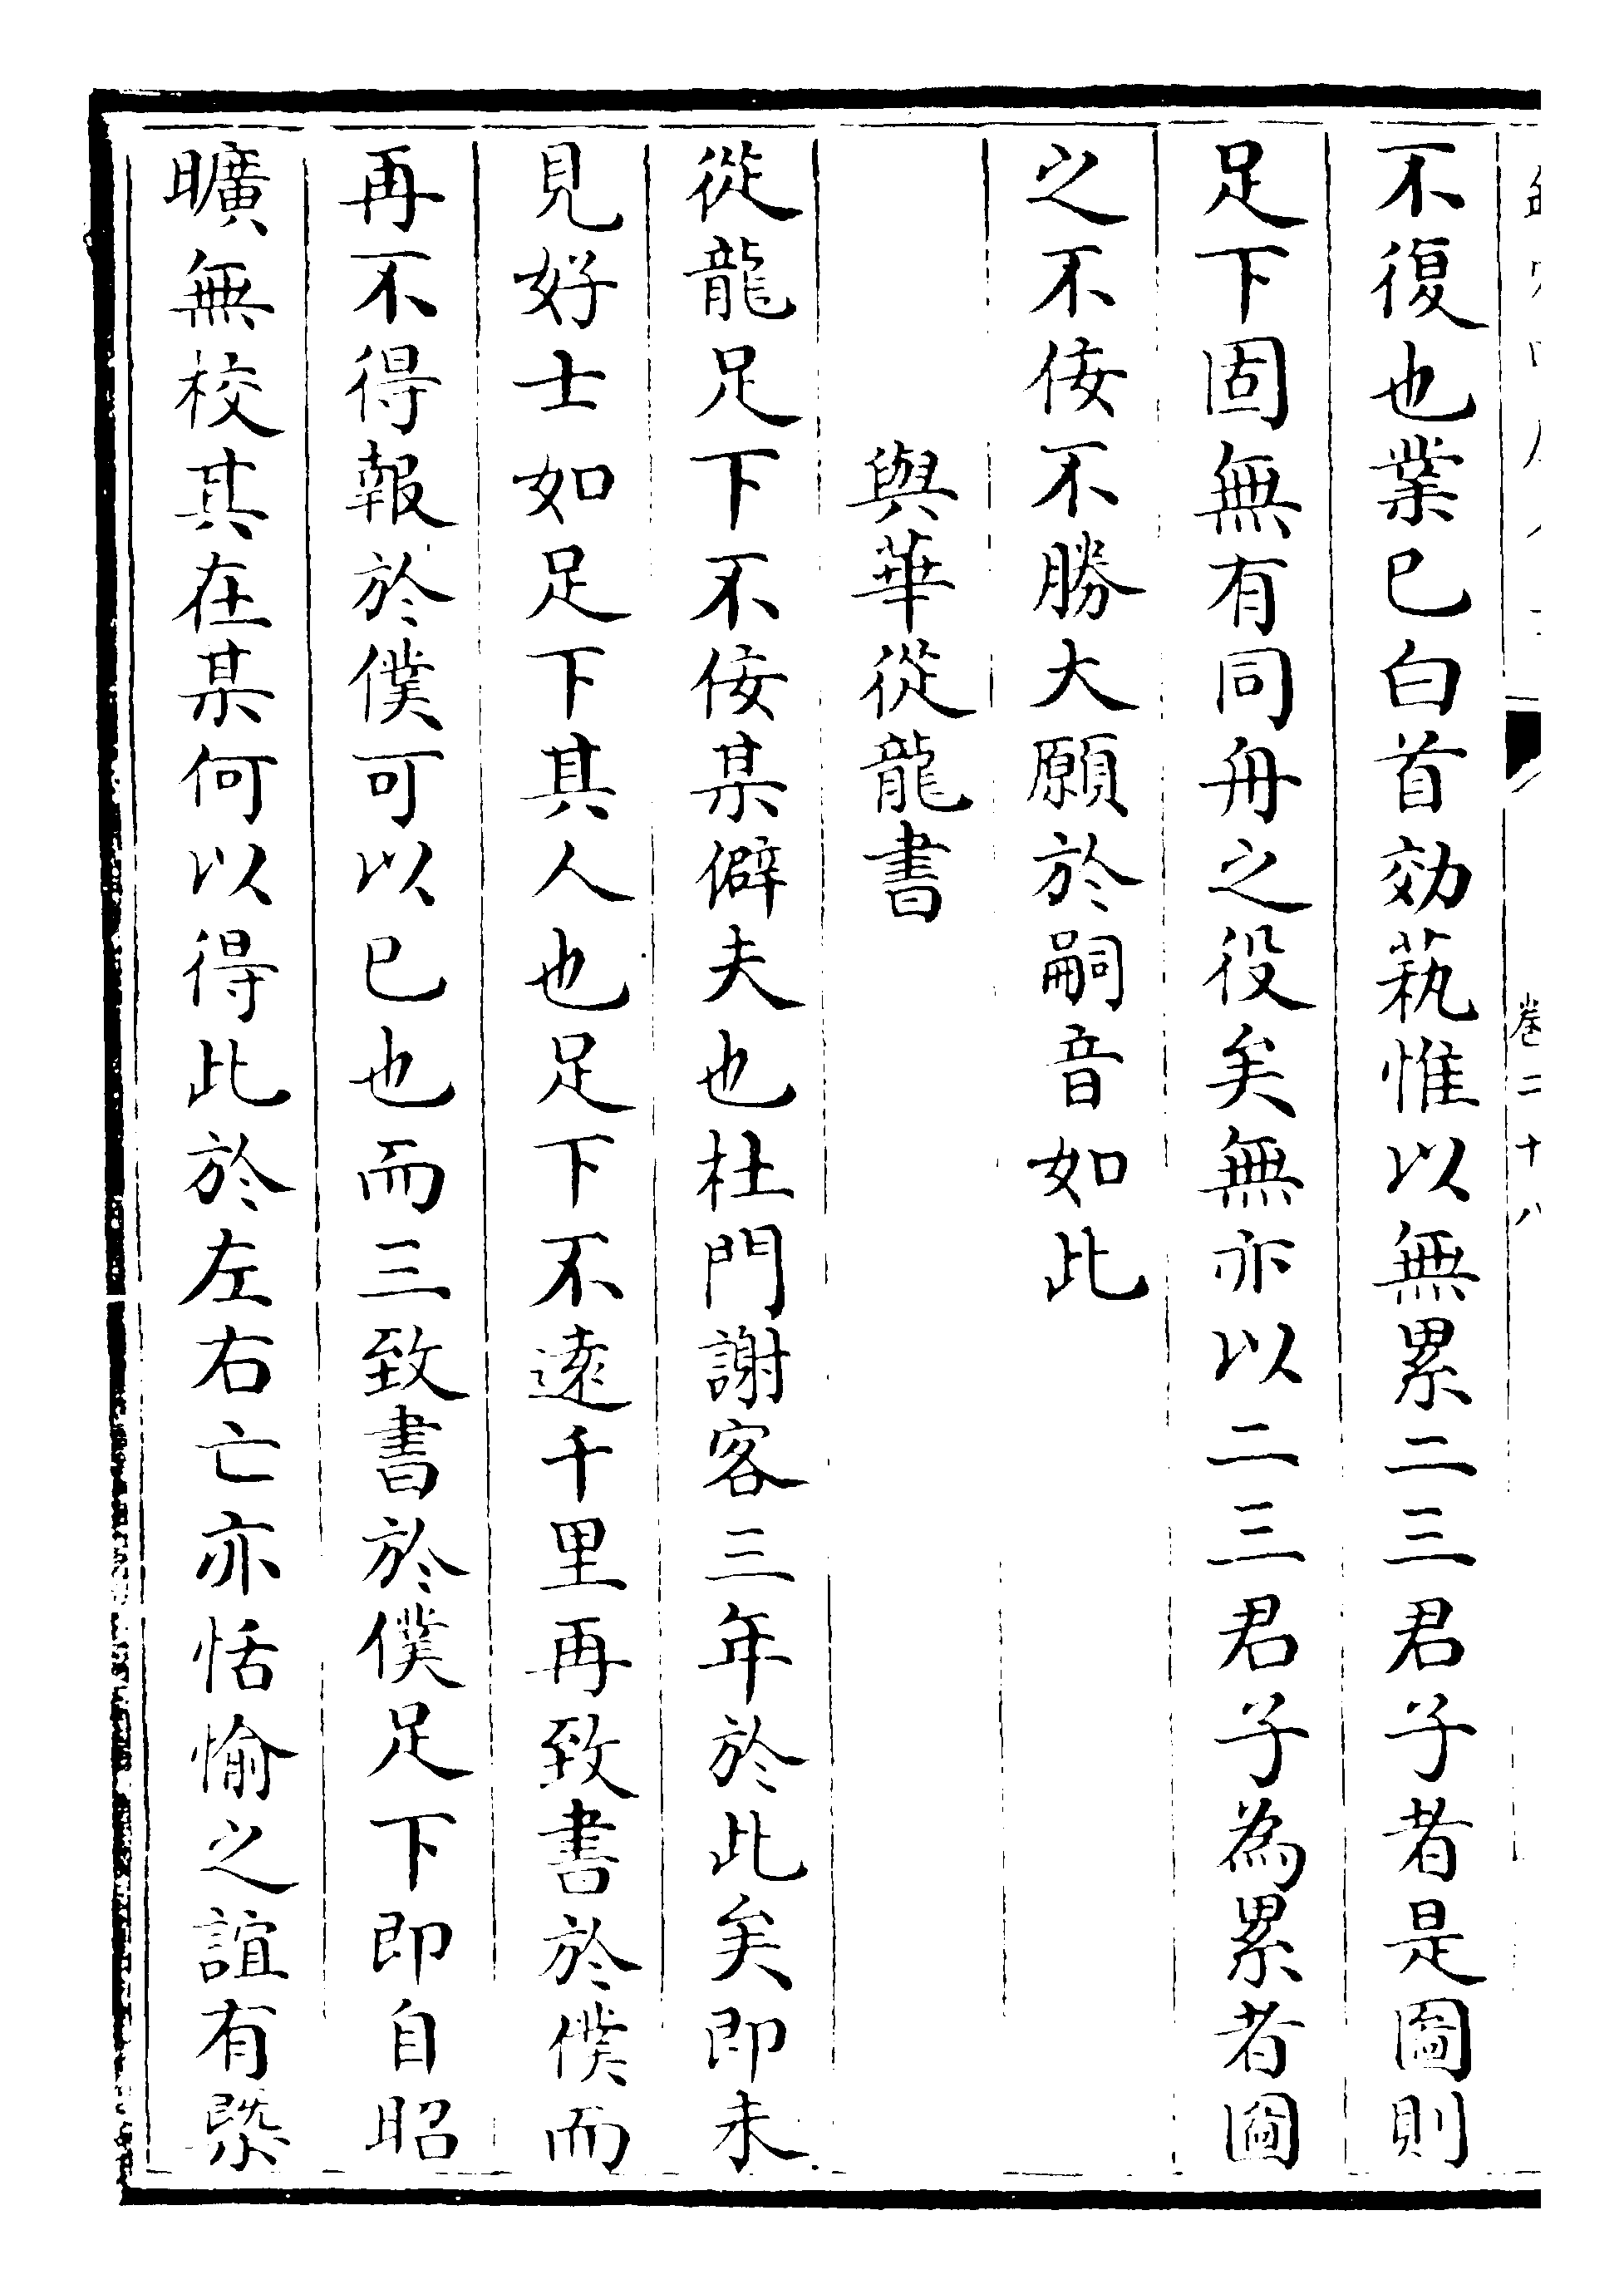 卷二十八
不復也業已白首効蓺惟以無累二三君子者是圖則
足下固無有同舟之役矣無亦以二三君子為累者圖
之不佞不勝大願於嗣音如此
與華從龍書
從龍足下不佞某僻夫也杜門謝客三年於此矣即未
見好士如足下其人也足下不遠千里再致書於僕而
再不得報於僕可以已也而三致書於僕足下即自昭
曠無校其在某何以得此於左右亡亦恬愉之誼有槩